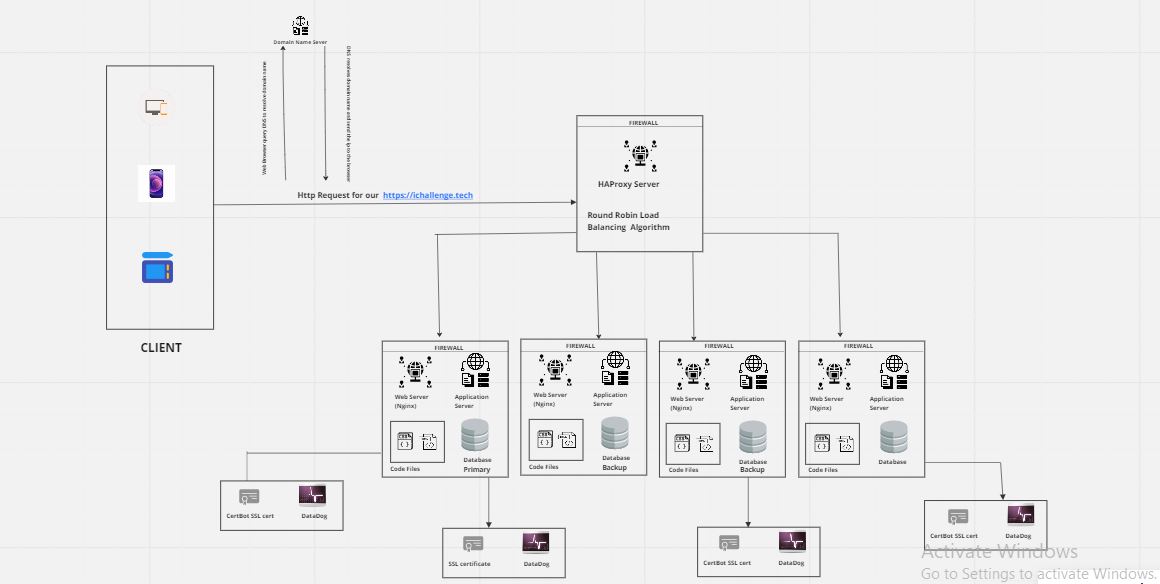 Domain Name Sever
Web Browser query DNS to resolve domain name
DNS resolves domain name and send the Ip to the browser
Http Request for our https://ichallenge.tech
CLIENT
FIREWALL
HAProxy Server
Round Robin Load
Balancing Algorithm
FIREWALL
Web Server
(Nginx)
Application
Server
Code Files
Database
Primary
FIREWALL
Web Server
(Nginx)
Application
Server
Code Files
Database
Backup
FIREWALL
Web Server
(Nginx)
Application
Server
Code Files
Database
Backup
FIREWALL
Web Server
(Nginx)
Application
Server
Code Files
Database
CertBot SSL cert
DataDog
SSL certificate
DataDog
CertBot SSL cert
DataDog
CertBot SSL cert
DataDog
Activate Windows
Go to Settings to activate Windows.